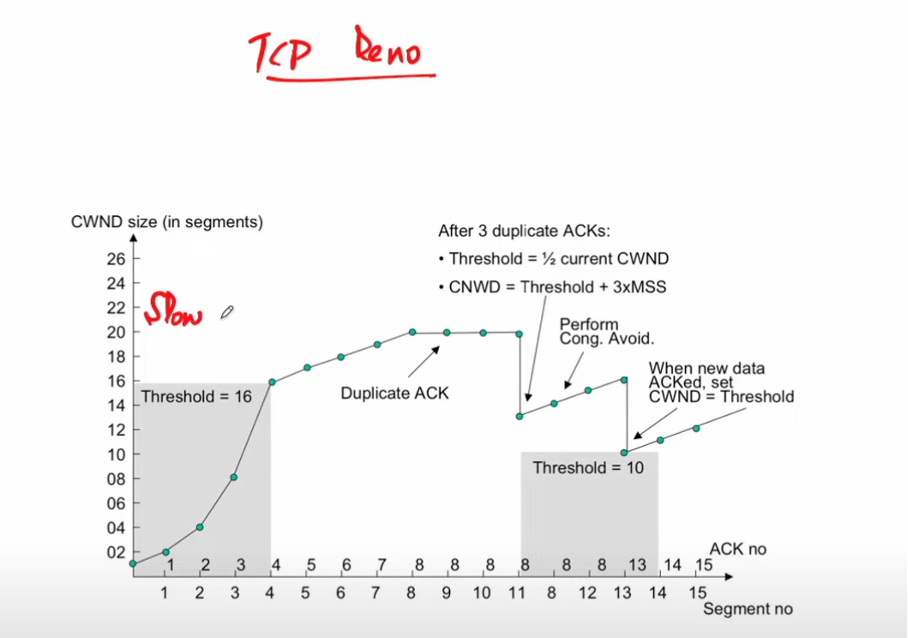 TCP Reno
CWND size (in segments)
After 3 duplicate ACKs:
• Threshold = ½ current CWND
• CNWD = Threshold + 3xMSS
26
24
22
20
18
16
14
12
10
08
06
04
02
Slow
Threshold = 16
Duplicate ACK
Perform
Cong. Avoid.
When new data
ACKed, set
CWND = Threshold
Threshold = 10
1 2 3 4 5 6 7 8 8 8 8 8 8 13 14 15
ACK no
1 2 3 4 5 6 7 8 9 10 11 8 12 13 14 15
Segment no